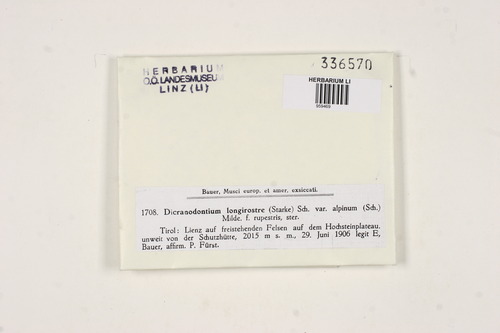 HERBARIUM
O.Ö. LANDESMUSEUM
LINZ (LI)
336570
HERBARIUM LI
Bauer, Musci europ. et amer. exsiccati.
1708. Dicranodontium longirostre (Starke) Sch. var. alpinum (Sch.)
Milde. f. rupestris, ster.
Tirol: Lienz auf freistehenden Felsen auf dem Hochsteinplateau,
unweit von der Schutzhütte, 2015 m s. m., 29. Juni 1906 legit E,
Bauer, affirm. P. Fürst.